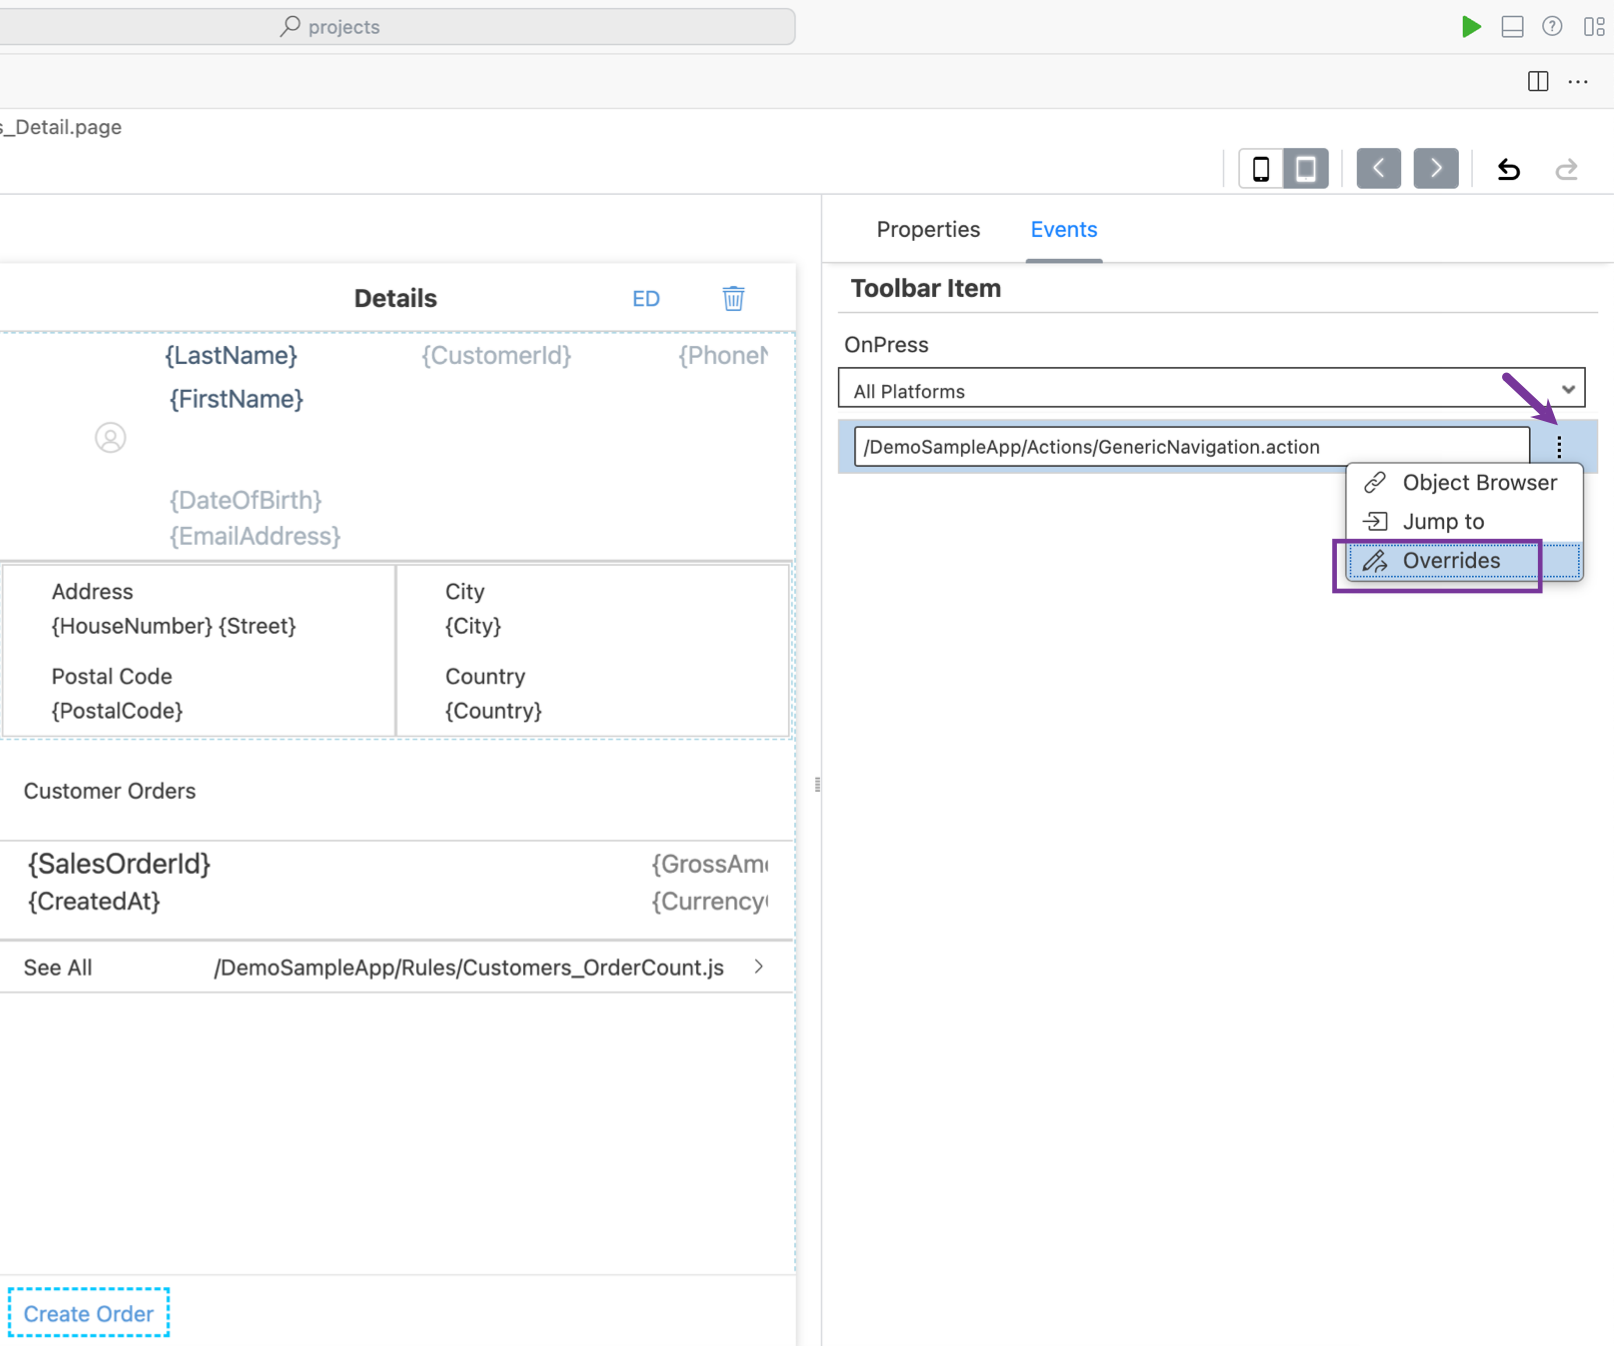 projects
s_Detail.page
Properties
Events
Details
ED
Toolbar Item
OnPress
{LastName}
{CustomerId}
{PhoneN
All Platforms
{FirstName}
/DemoSampleApp/Actions/GenericNavigation.action
Object Browser
Jump to
Overrides
{DateOfBirth}
{EmailAddress}
Address
{HouseNumber} {Street}
City
{City}
Postal Code
{PostalCode}
Country
{Country}
Customer Orders
{SalesOrderId}
{GrossAm
{CreatedAt}
{Currency
See All
/DemoSampleApp/Rules/Customers_OrderCount.js
Create Order